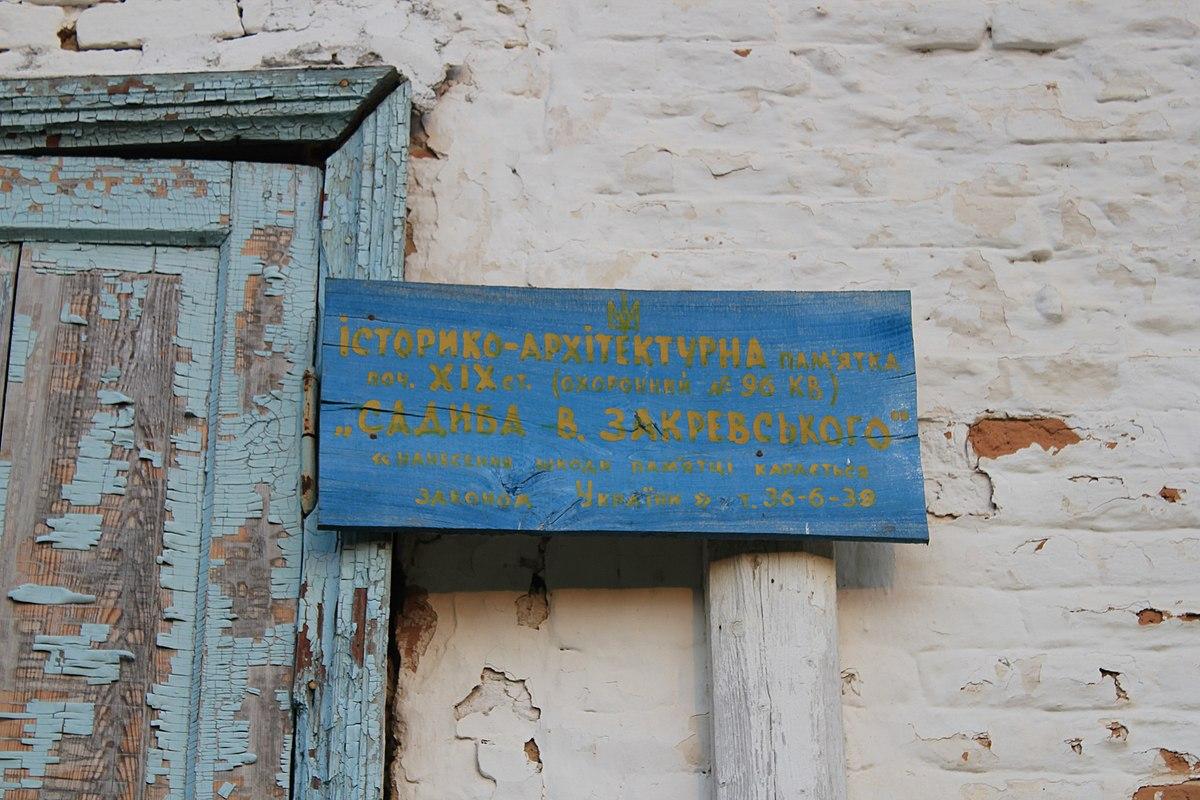 ІСТОРИКО-АРХІТЕКТУРНА ПАМ'ЯТКА
ПОЧ. XIX СТ. (ОХОРОННИЙ № 96 КВ)
„САДИБА В. ЗАКРЕВСЬКОГО"
«НАНЕСЕННЯ ШКОДИ ПАМ'ЯТЦІ КАРАЄТЬСЯ
ЗАКОНОМ УКРАЇНИ» т. 36-6-39